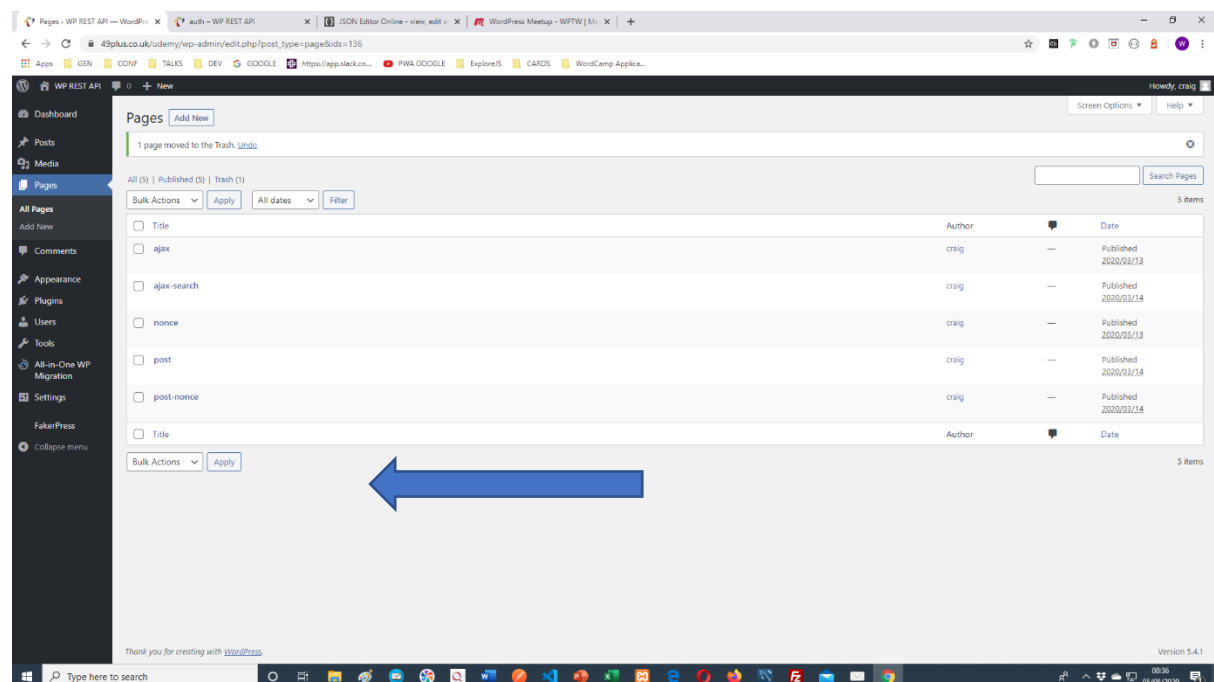 Pages ‹ WP REST API — WordPre
auth – WP REST API
JSON Editor Online - view, edit a
WordPress Meetup - WPTW | Me
49plus.co.uk/udemy/wp-admin/edit.php?post_type=page&ids=136
W
Apps GEN CONF TALKS DEV GOOGLE https://app.slack.co... PWA GOOGLE ExploreJS CARDS WordCamp Applica...
WP REST API 0 + New
Howdy, craig
Dashboard
Posts
Media
Pages
All Pages
Add New
Comments
Appearance
Plugins
Users
Tools
All-in-One WP
Migration
Settings
FakerPress
Collapse menu
Screen Options Help
Pages Add New
1 page moved to the Trash. Undo
All (5) | Published (5) | Trash (1)
Search Pages
Bulk Actions Apply All dates Filter
5 items
Title Author Date
ajax craig — Published
2020/03/13
ajax-search craig — Published
2020/03/14
nonce craig — Published
2020/03/13
post craig — Published
2020/03/14
post-nonce craig — Published
2020/03/14
Title Author Date
Bulk Actions Apply
5 items
Thank you for creating with WordPress.
Version 5.4.1
Type here to search
08:36
05/05/2020